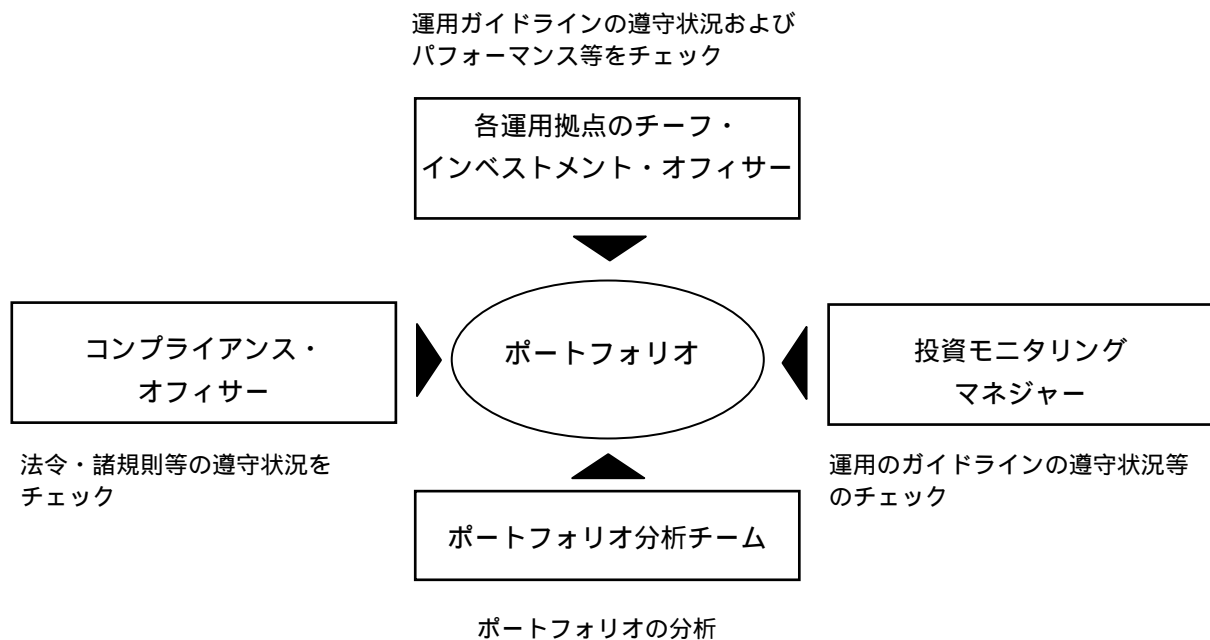 運用ガイドラインの遵守状況および
パフォーマンス等をチェック
各運用拠点のチーフ・
インベストメント・オフィサー
コンプライアンス・
オフィサー
ポートフォリオ
投資モニタリング
マネジャー
法令・諸規則等の遵守状況を
チェック
運用のガイドラインの遵守状況等
のチェック
ポートフォリオ分析チーム
ポートフォリオの分析